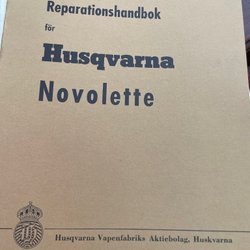 Reparationshandbok
för
Husqvarna
Novolette
Husqvarna Vapenfabriks Aktiebolag, Huskvarna